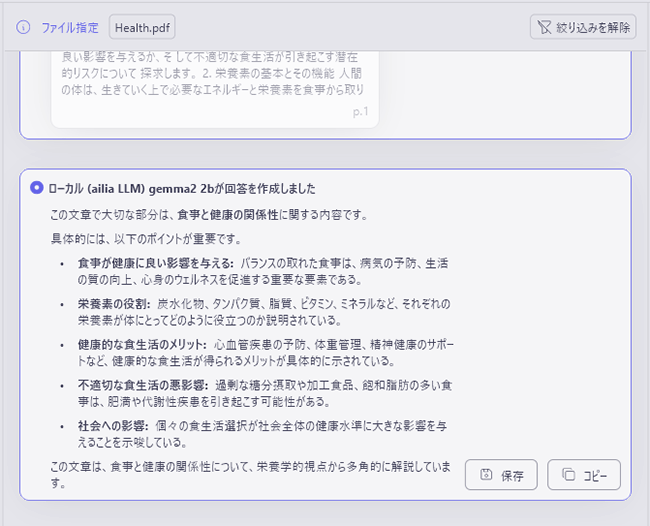 ファイル指定 Health.pdf 絞り込みを解除
良い影響を与えるか、そして不適切な食生活が引き起こす潜在
的リスクについて 探求します。 2. 栄養素の基本とその機能 人間
の体は、生きていく上で必要なエネルギーと栄養素を食事から取り
p.1
ローカル (ailia LLM) gemma2 2bが回答を作成しました
この文章で大切な部分は、食事と健康の関係性に関する内容です。
具体的には、以下のポイントが重要です。
• 食事が健康に良い影響を与える: バランスの取れた食事は、病気の予防、生活
の質の向上、心身のウェルネスを促進する重要な要素である。
• 栄養素の役割: 炭水化物、タンパク質、脂質、ビタミン、ミネラルなど、それぞれの
栄養素が体にとってどのように役立つのか説明されている。
• 健康的な食生活のメリット: 心血管疾患の予防、体重管理、精神健康のサポー
トなど、健康的な食生活が得られるメリットが具体的に示されている。
• 不適切な食生活の悪影響: 過剰な糖分摂取や加工食品、飽和脂肪の多い食
事は、肥満や代謝性疾患を引き起こす可能性がある。
• 社会への影響: 個々の食生活選択が社会全体の健康水準に大きな影響を与
えることを示唆している。
この文章は、食事と健康の関係性について、栄養学的視点から多角的に解説していま
す。
保存 コピー